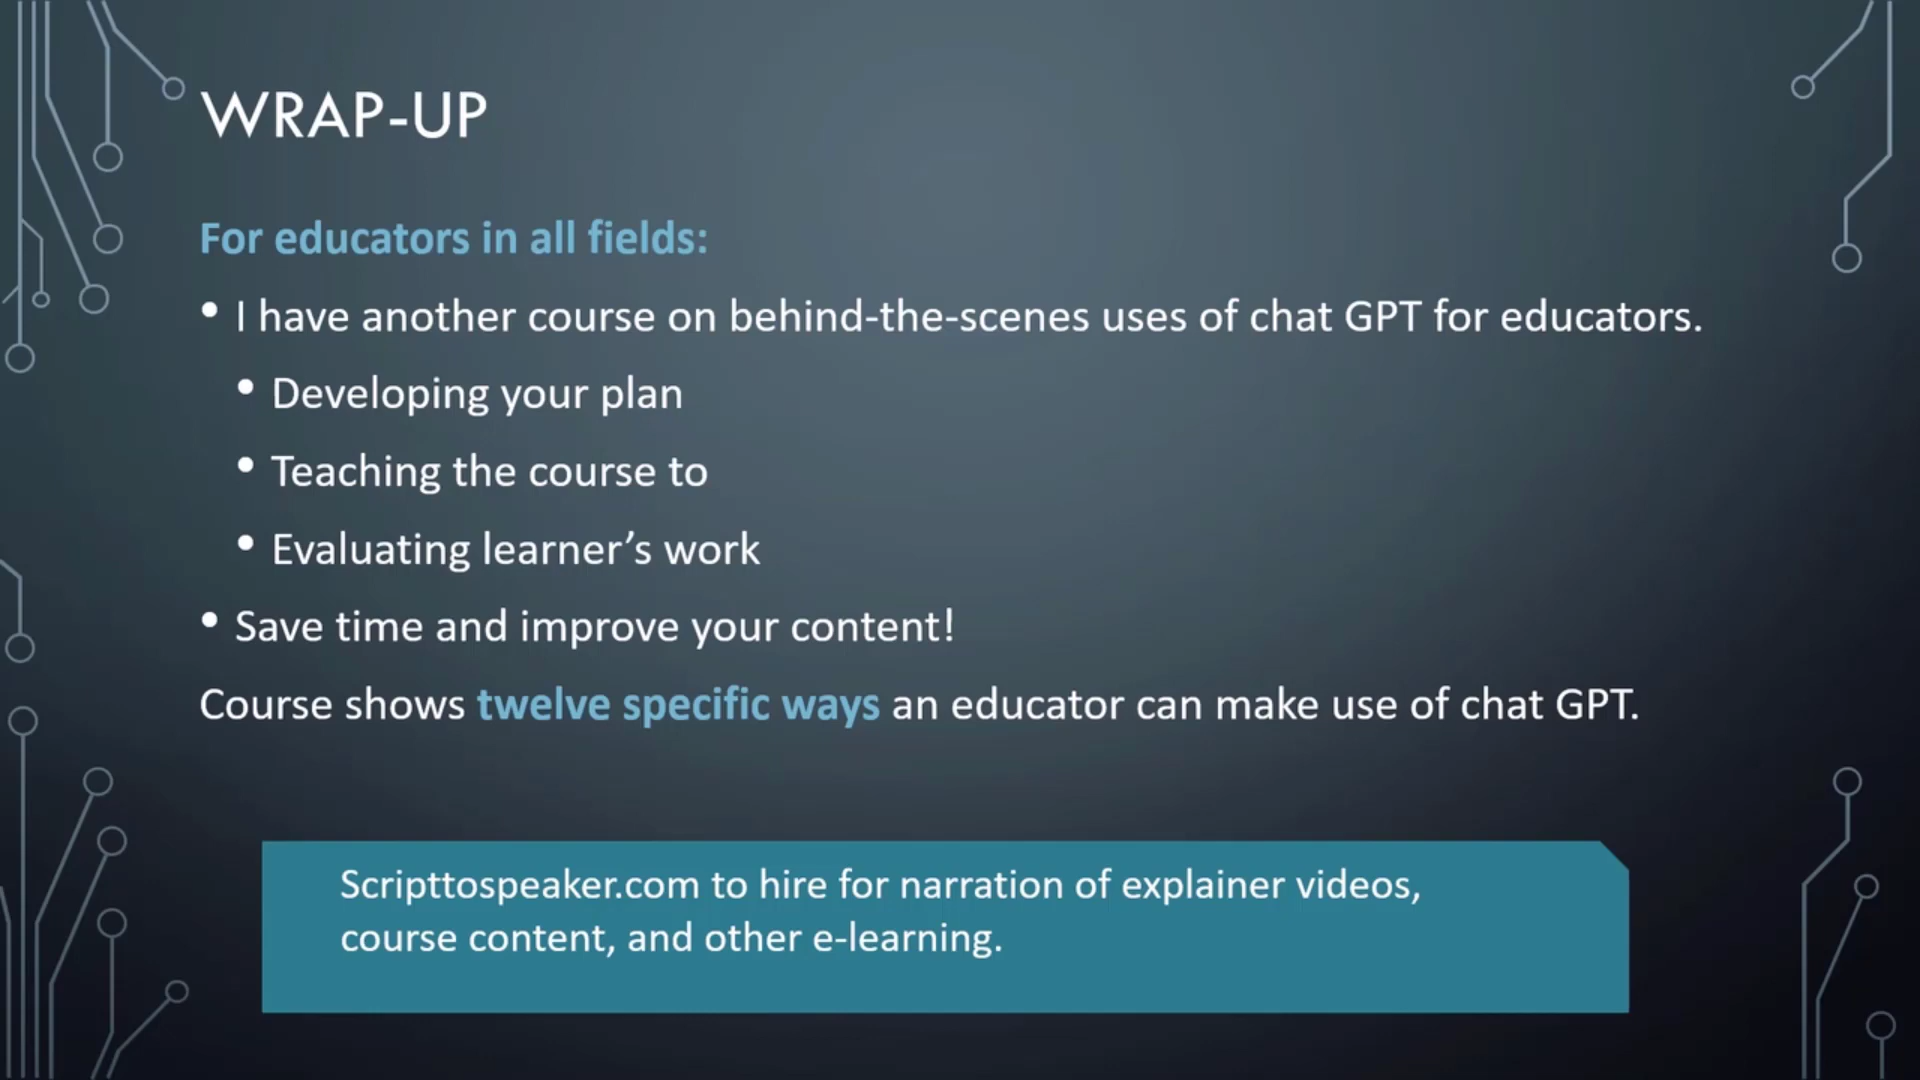 WRAP-UP
For educators in all fields:
• I have another course on behind-the-scenes uses of chat GPT for educators.
• Developing your plan
• Teaching the course to
• Evaluating learner’s work
• Save time and improve your content!
Course shows twelve specific ways an educator can make use of chat GPT.
Scripttospeaker.com to hire for narration of explainer videos,
course content, and other e-learning.